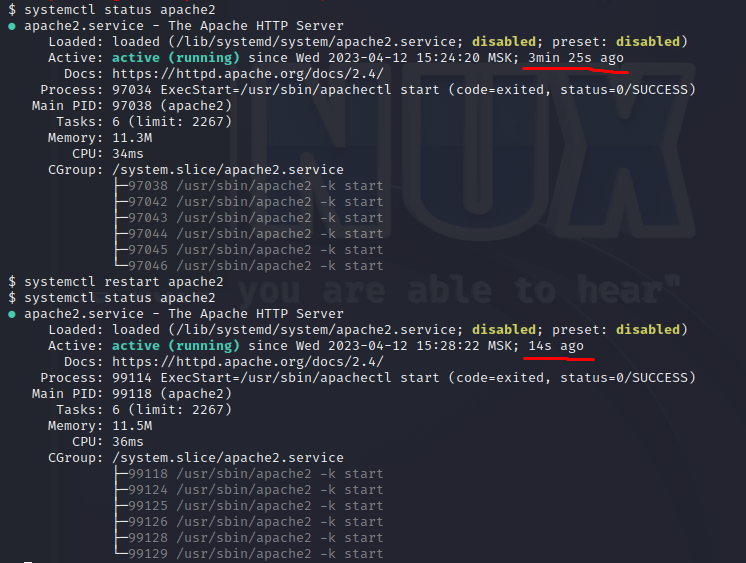 $ systemctl status apache2
● apache2.service - The Apache HTTP Server
     Loaded: loaded (/lib/systemd/system/apache2.service; disabled; preset: disabled)
     Active: active (running) since Wed 2023-04-12 15:24:20 MSK; 3min 25s ago
       Docs: https://httpd.apache.org/docs/2.4/
    Process: 97034 ExecStart=/usr/sbin/apachectl start (code=exited, status=0/SUCCESS)
   Main PID: 97038 (apache2)
      Tasks: 6 (limit: 2267)
     Memory: 11.3M
        CPU: 34ms
     CGroup: /system.slice/apache2.service
             ├─97038 /usr/sbin/apache2 -k start
             ├─97042 /usr/sbin/apache2 -k start
             ├─97043 /usr/sbin/apache2 -k start
             ├─97044 /usr/sbin/apache2 -k start
             ├─97045 /usr/sbin/apache2 -k start
             └─97046 /usr/sbin/apache2 -k start
NUX
$ systemctl restart apache2
you are able to hear"
$ systemctl status apache2
● apache2.service - The Apache HTTP Server
     Loaded: loaded (/lib/systemd/system/apache2.service; disabled; preset: disabled)
     Active: active (running) since Wed 2023-04-12 15:28:22 MSK; 14s ago
       Docs: https://httpd.apache.org/docs/2.4/
    Process: 99114 ExecStart=/usr/sbin/apachectl start (code=exited, status=0/SUCCESS)
   Main PID: 99118 (apache2)
      Tasks: 6 (limit: 2267)
     Memory: 11.5M
        CPU: 36ms
     CGroup: /system.slice/apache2.service
             ├─99118 /usr/sbin/apache2 -k start
             ├─99124 /usr/sbin/apache2 -k start
             ├─99125 /usr/sbin/apache2 -k start
             ├─99126 /usr/sbin/apache2 -k start
             ├─99128 /usr/sbin/apache2 -k start
             └─99129 /usr/sbin/apache2 -k start